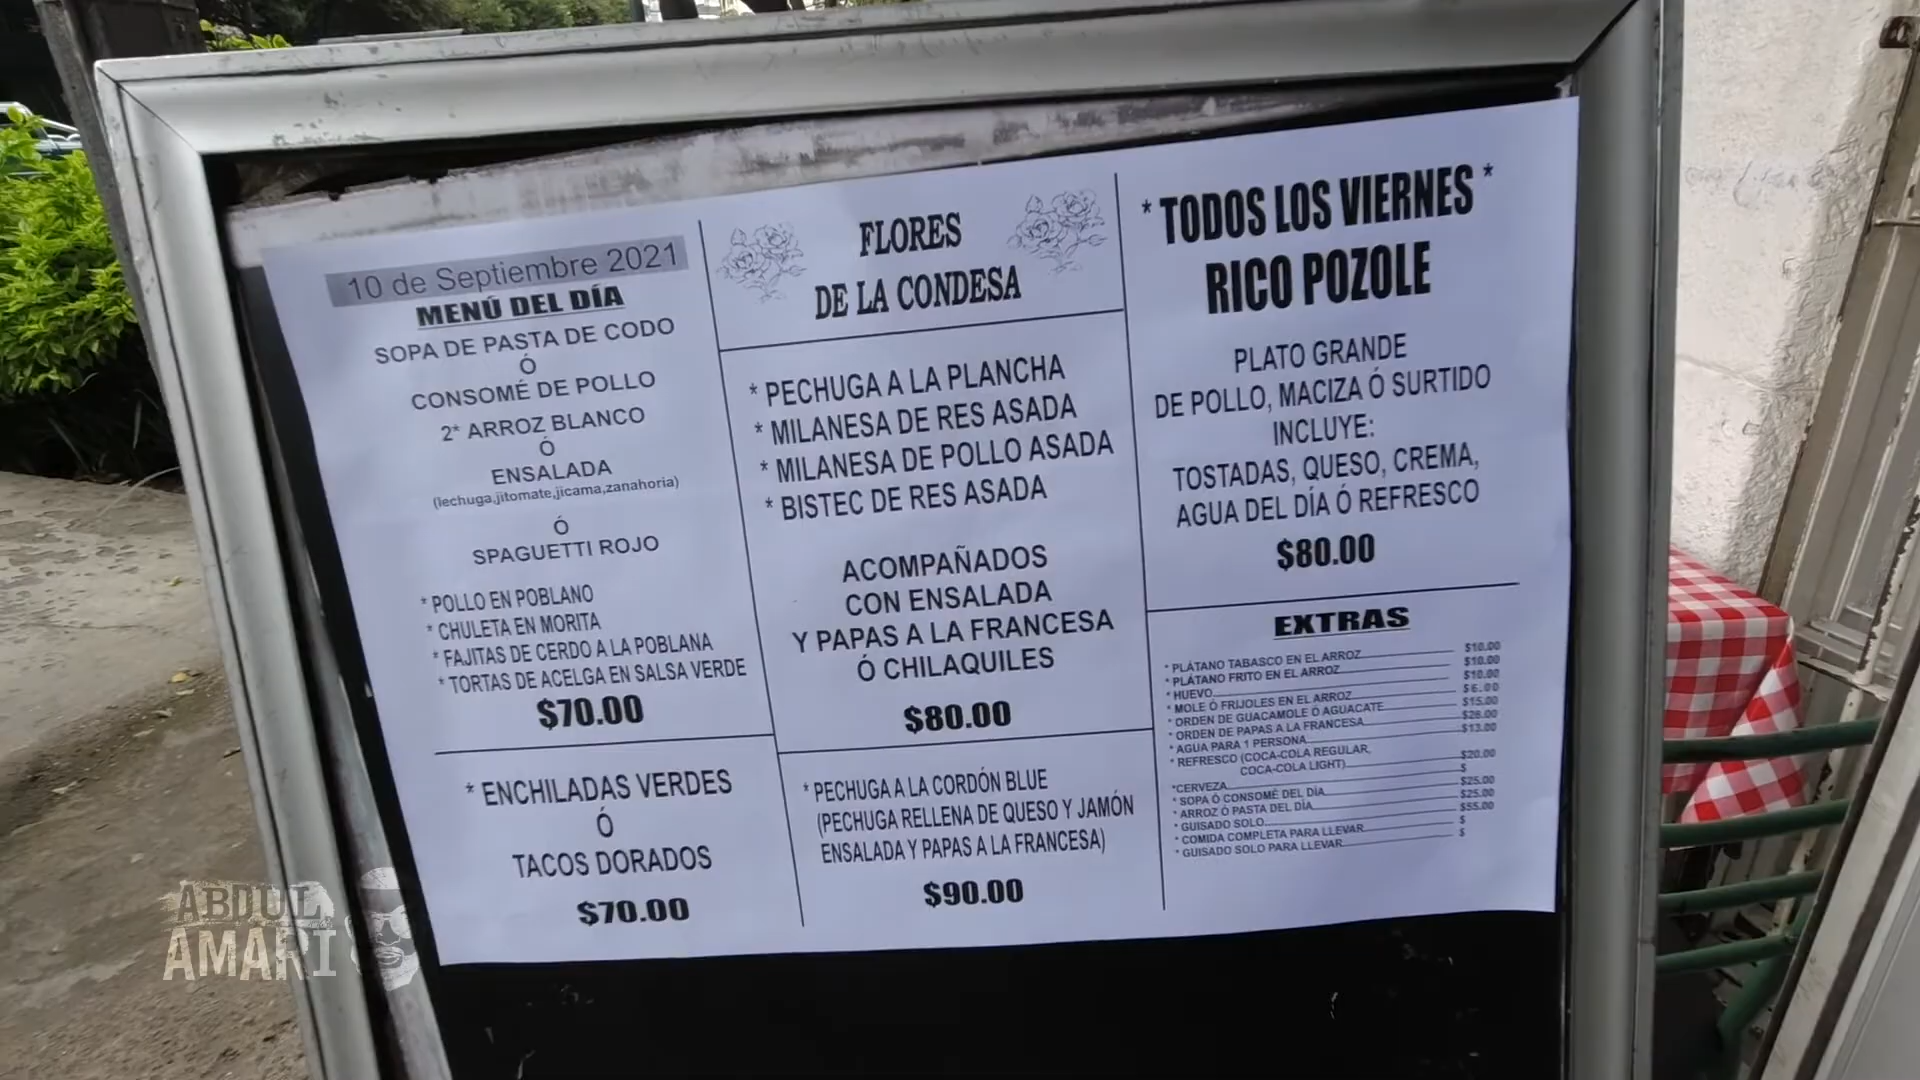 10 de Septiembre 2021
MENÚ DEL DÍA
SOPA DE PASTA DE CODO
Ó
CONSOMÉ DE POLLO
2* ARROZ BLANCO
Ó
ENSALADA
(lechuga,jitomate,jicama,zanahoria)
Ó
SPAGUETTI ROJO
* POLLO EN POBLANO
* CHULETA EN MORITA
* FAJITAS DE CERDO A LA POBLANA
* TORTAS DE ACELGA EN SALSA VERDE
$70.00
* ENCHILADAS VERDES
Ó
TACOS DORADOS
$70.00
FLORES
DE LA CONDESA
* PECHUGA A LA PLANCHA
* MILANESA DE RES ASADA
* MILANESA DE POLLO ASADA
* BISTEC DE RES ASADA
ACOMPAÑADOS
CON ENSALADA
Y PAPAS A LA FRANCESA
Ó CHILAQUILES
$80.00
* PECHUGA A LA CORDÓN BLUE
(PECHUGA RELLENA DE QUESO Y JAMÓN
ENSALADA Y PAPAS A LA FRANCESA)
$90.00
* TODOS LOS VIERNES *
RICO POZOLE
PLATO GRANDE
DE POLLO, MACIZA Ó SURTIDO
INCLUYE:
TOSTADAS, QUESO, CREMA,
AGUA DEL DÍA Ó REFRESCO
$80.00
EXTRAS
* PLÁTANO TABASCO EN EL ARROZ $10.00
* PLÁTANO FRITO EN EL ARROZ $10.00
* HUEVO $10.00
* MOLE Ó FRIJOLES EN EL ARROZ $6.00
* ORDEN DE GUACAMOLE Ó AGUACATE $15.00
* ORDEN DE PAPAS A LA FRANCESA $26.00
* AGUA PARA 1 PERSONA $13.00
* REFRESCO (COCA-COLA REGULAR,
COCA-COLA LIGHT) $20.00
*CERVEZA $
* SOPA Ó CONSOMÉ DEL DÍA $25.00
* ARROZ Ó PASTA DEL DÍA $25.00
* GUISADO SOLO $55.00
* COMIDA COMPLETA PARA LLEVAR $
* GUISADO SOLO PARA LLEVAR $
ABDUL
AMARI